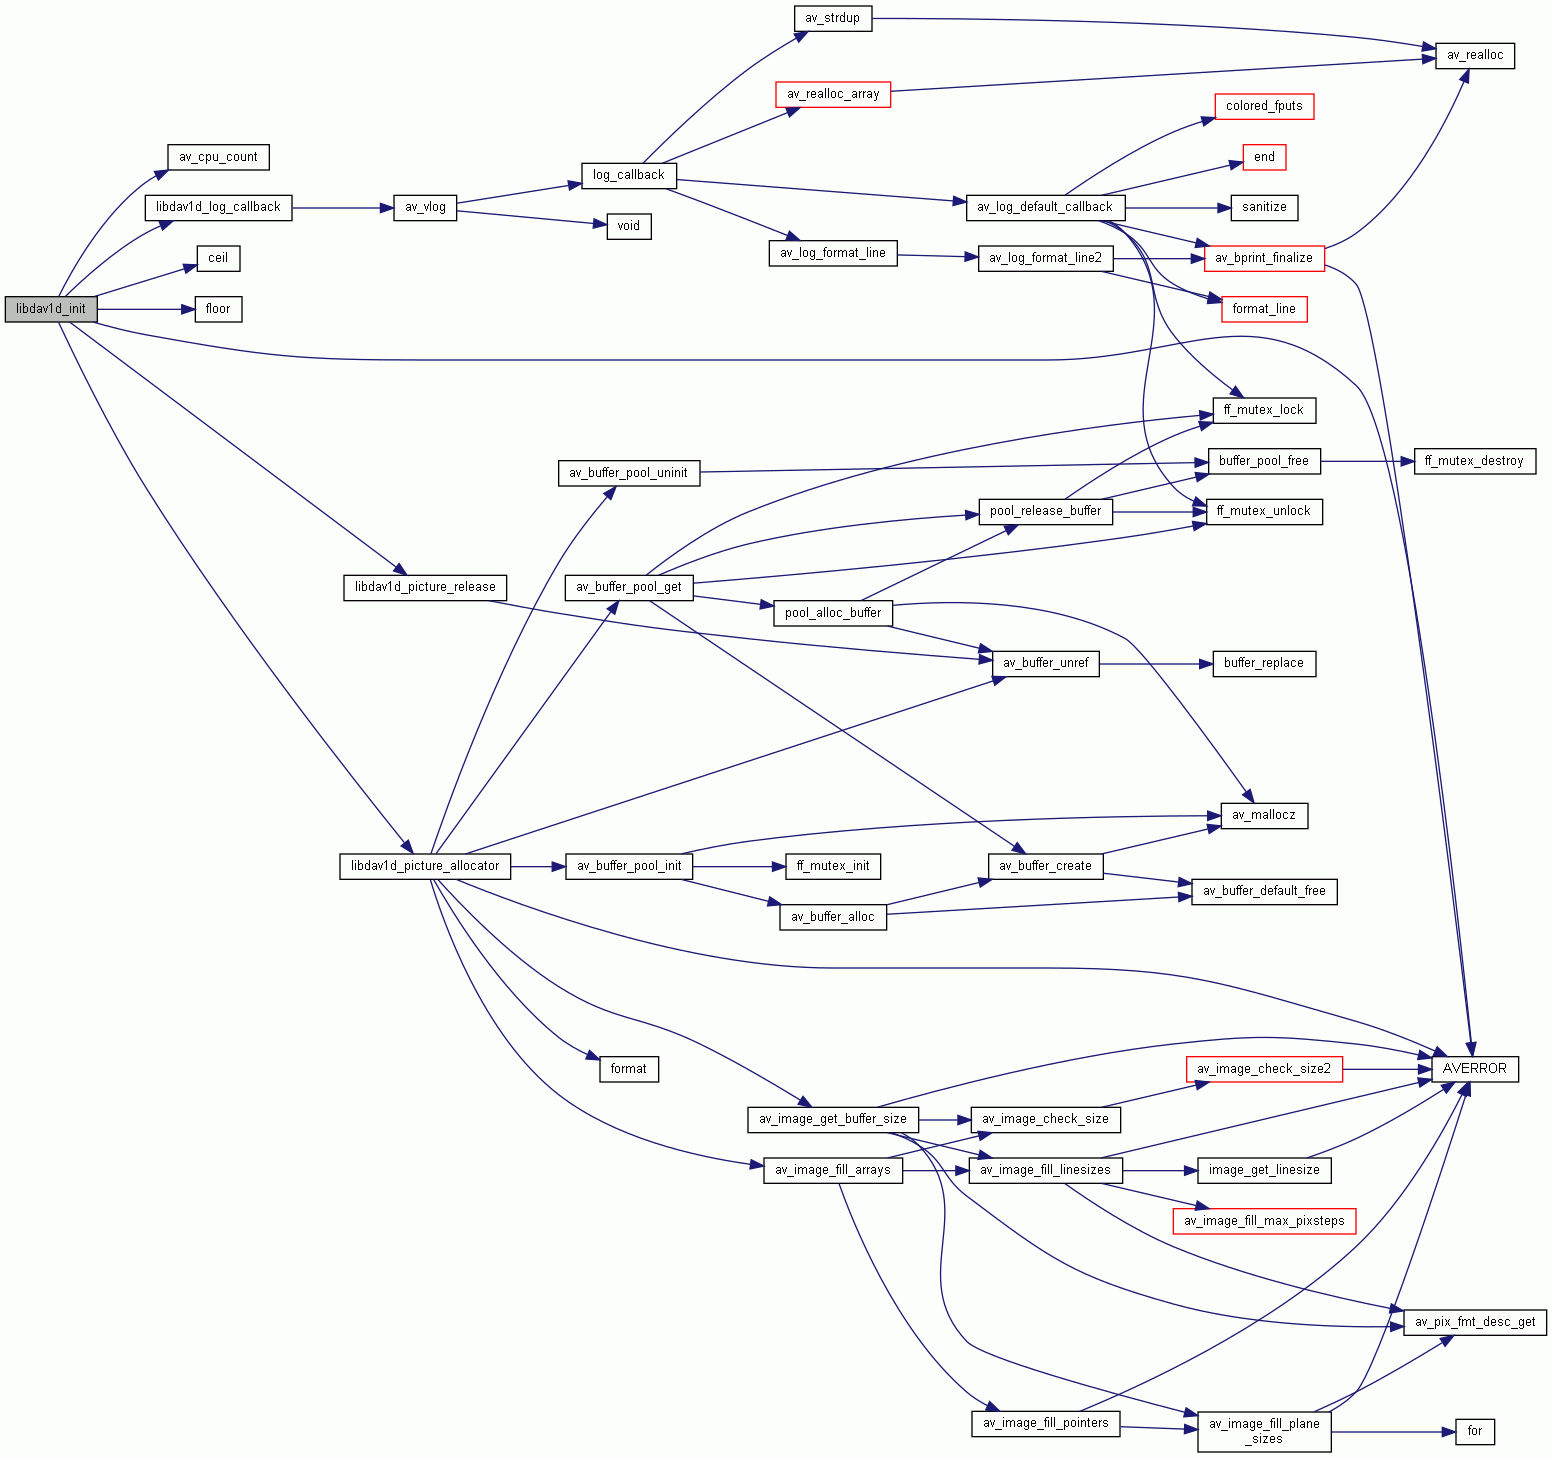 av_strdup
av_realloc
av_realloc_array
colored_fputs
av_cpu_count
end
log_callback
libdav1d_log_callback
av_vlog
av_log_default_callback
sanitize
void
av_log_format_line
av_log_format_line2
av_bprint_finalize
ceil
libdav1d_init
floor
format_line
ff_mutex_lock
av_buffer_pool_uninit
buffer_pool_free
ff_mutex_destroy
pool_release_buffer
ff_mutex_unlock
libdav1d_picture_release
av_buffer_pool_get
pool_alloc_buffer
av_buffer_unref
buffer_replace
av_mallocz
libdav1d_picture_allocator
av_buffer_pool_init
ff_mutex_init
av_buffer_create
av_buffer_default_free
av_buffer_alloc
format
av_image_check_size2
AVERROR
av_image_get_buffer_size
av_image_check_size
av_image_fill_arrays
av_image_fill_linesizes
image_get_linesize
av_image_fill_max_pixsteps
av_pix_fmt_desc_get
av_image_fill_pointers
av_image_fill_plane
_sizes
for